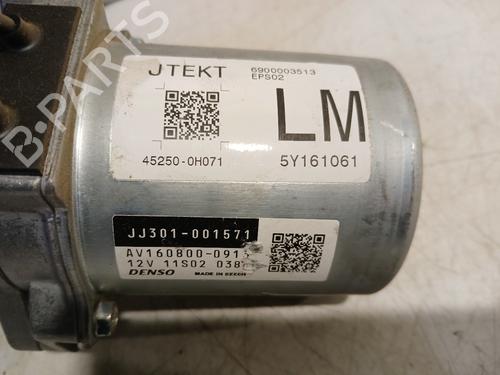 JTEKT
6900003513
EPS02
LM
45250-0H071
5Y161061
JJ301-001571
AV160800-091
12V 11S02 038
DENSO
MADE IN CZECH
B-PARTS